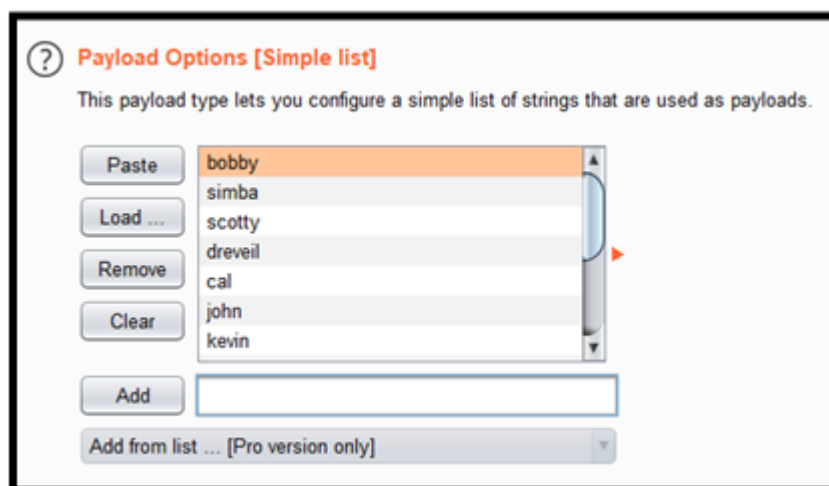 ?
Payload Options [Simple list]
This payload type lets you configure a simple list of strings that are used as payloads.
Paste
bobby
simba
Load ...
scotty
dreveil
Remove
cal
Clear
john
kevin
Add
Add from list ... [Pro version only]